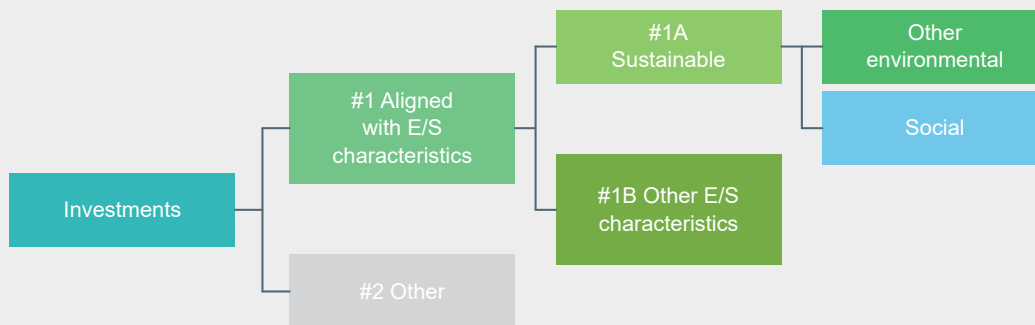 Investments
#1 Aligned
with E/S
characteristics
#2 Other
#1A
Sustainable
#1B Other E/S
characteristics
Other
environmental
Social